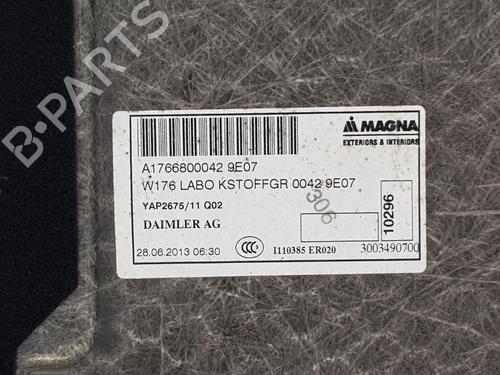 MAGNA
EXTERIORS & INTERIORS
A1766800042 9E07
W176 LABO KSTOFFGR 0042 9E07
306
YAP2675/11 Q02
DAIMLER AG
10296
28.06.2013 06:30
CCC
I110385 ER020
3003490700
B-PARTS